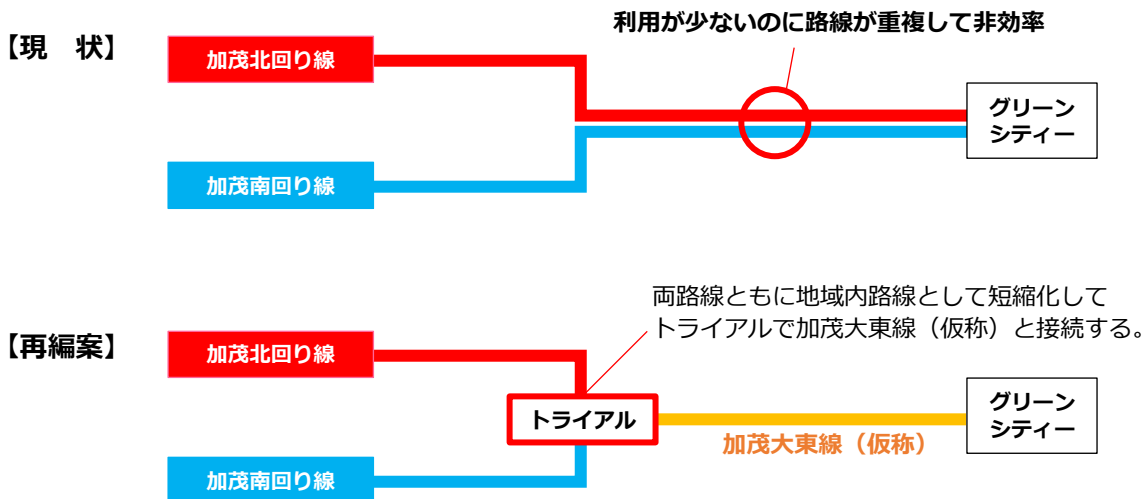 利用が少ないのに路線が重複して非効率
【現　状】
加茂北回り線
グリーン
シティー
加茂南回り線
両路線ともに地域内路線として短縮化して
トライアルで加茂大東線（仮称）と接続する。
【再編案】
加茂北回り線
トライアル
グリーン
シティー
加茂大東線（仮称）
加茂南回り線